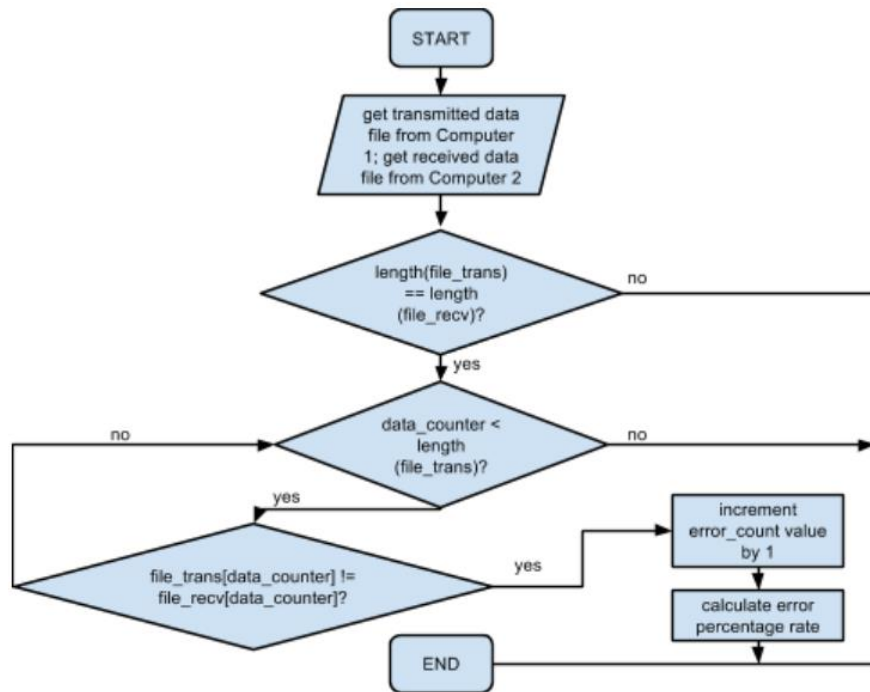 START
get transmitted data
file from Computer
1; get received data
file from Computer 2
length(file_trans)
== length
(file_recv)?
no
yes
data_counter <
length
(file_trans)?
no
no
yes
file_trans[data_counter] !=
file_recv[data_counter]?
yes
increment
error_count value
by 1
calculate error
percentage rate
END